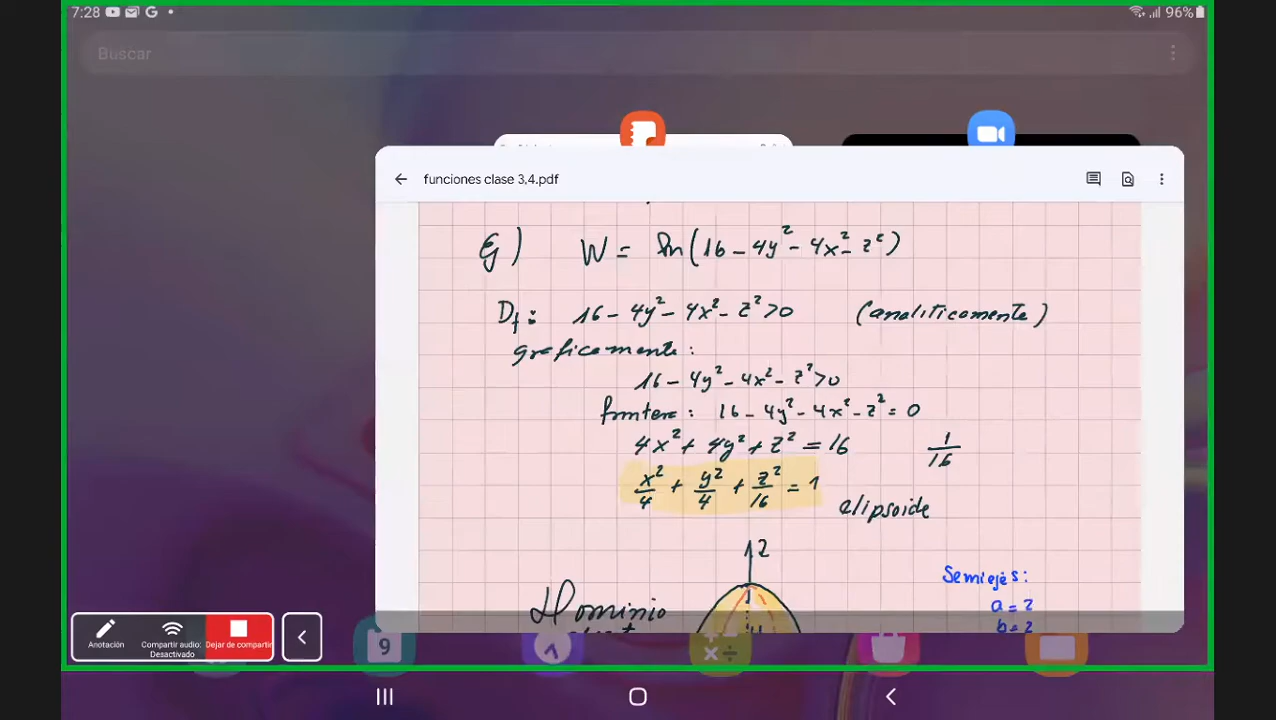 7:28 G 96%
Buscar
funciones clase 3,4.pdf
G) W = ln(16 - 4y² - 4x² - z²)
Df: 16 - 4y² - 4x² - z² > 0 (analiticamente)
graficamente:
16 - 4y² - 4x² - z² > 0
frontera: 16 - 4y² - 4x² - z² = 0
4x² + 4y² + z² = 16 1/16
x²/4 + y²/4 + z²/16 = 1
elipsoide
z
Semiejes:
Dominio
a = 2
b = 2
Anotación
Compartir audio:
Desactivado
Dejar de compartir
9